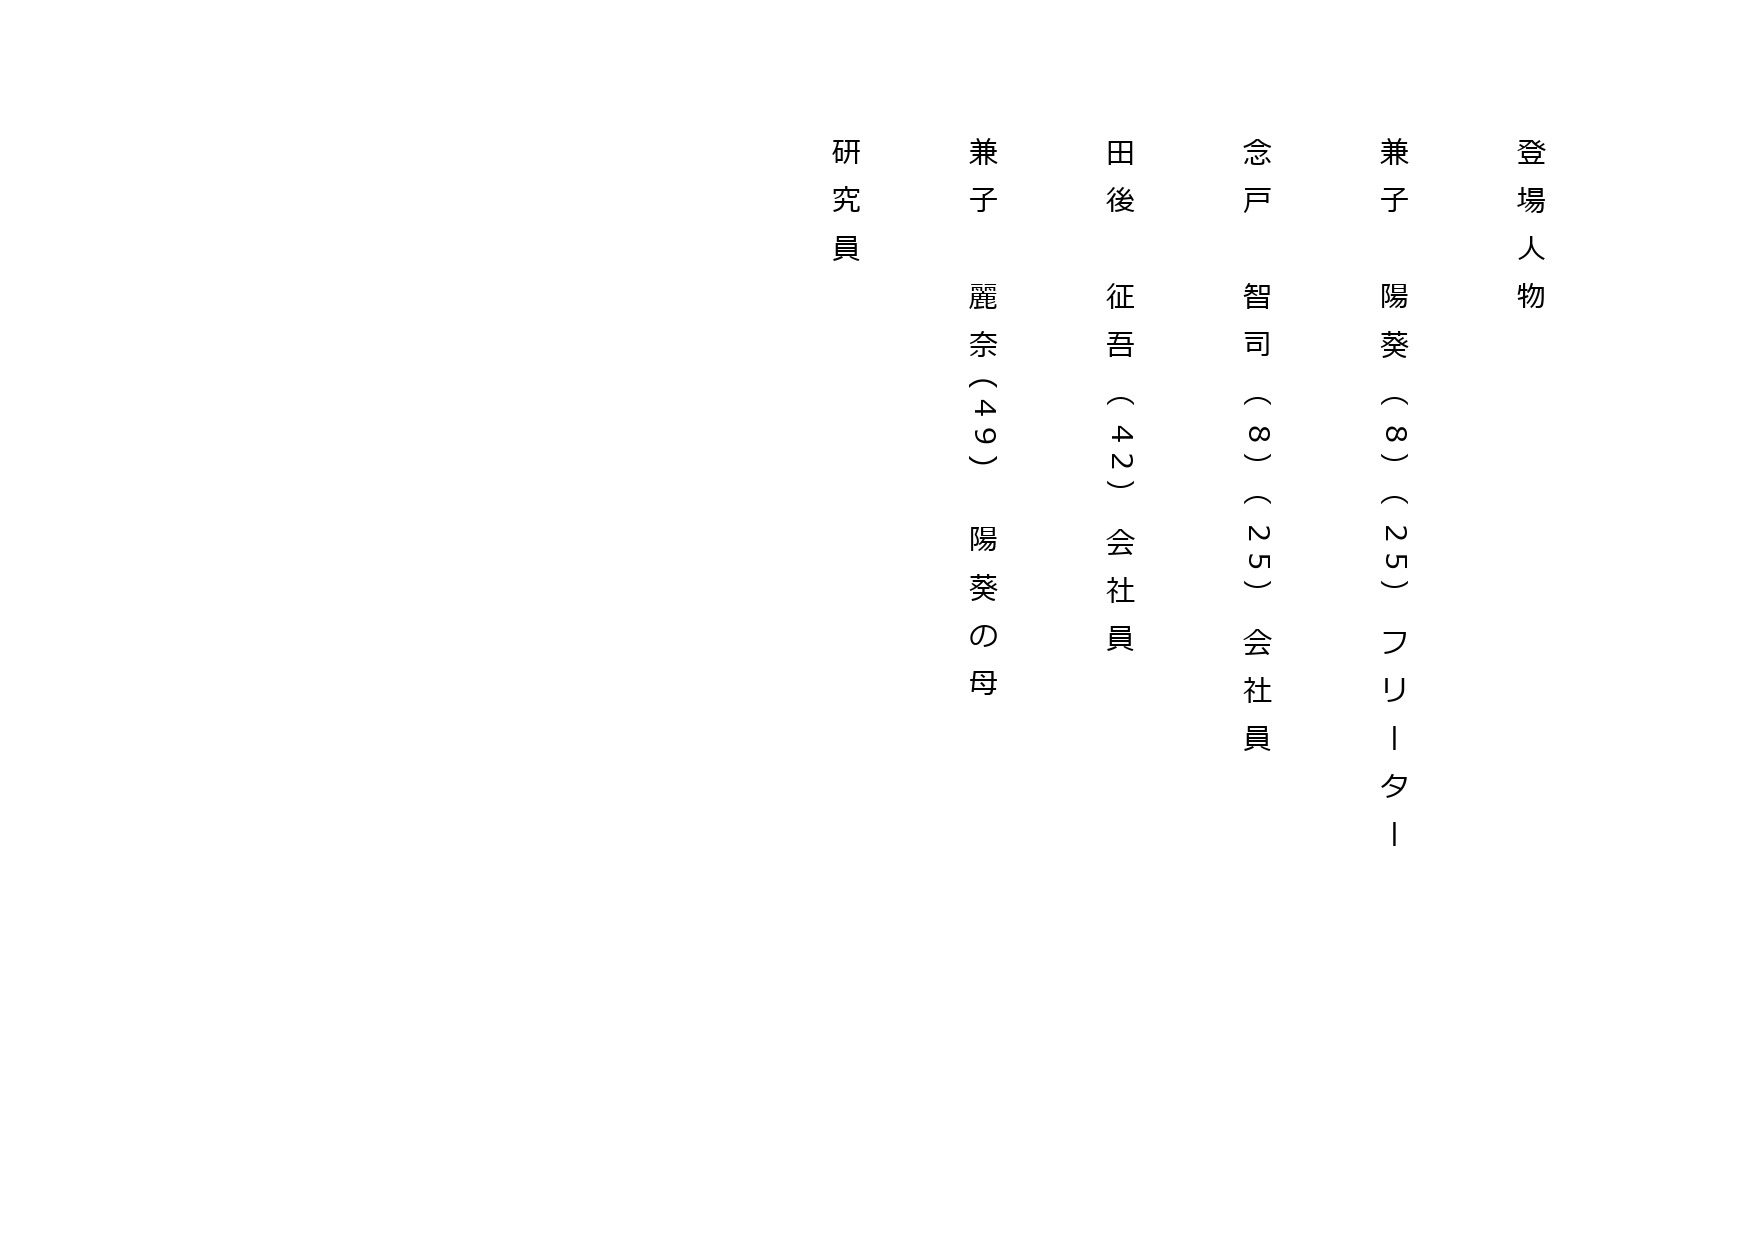 登場人物
兼子　陽葵（8）（25）フリーター
念戸　智司（8）（25）会社員
田後　征吾（42）会社員
兼子　麗奈(49)　陽葵の母
研究員